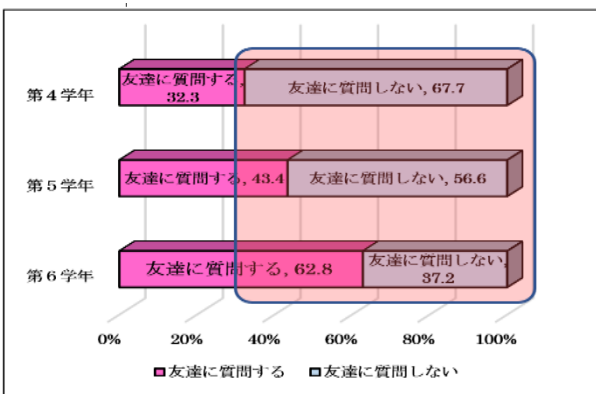 第4学年
友達に質問する,
32.3
友達に質問しない, 67.7
第5学年
友達に質問する, 43.4
友達に質問しない, 56.6
第6学年
友達に質問する, 62.8
友達に質問しない,
37.2
0% 20% 40% 60% 80% 100%
友達に質問する 友達に質問しない